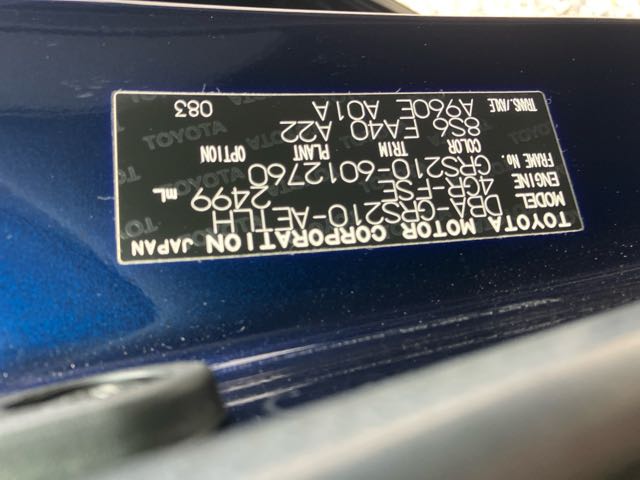 TOYOTA MOTOR CORPORATION JAPAN
MODEL DBA-GRS210-AETLH
ENGINE 4GR-FSE 2499 mL
FRAME No. GRS210-6012760
COLOR TRIM PLANT OPTION
8S6 EA40 A22
TRANS./AXLE A960E A01A
083